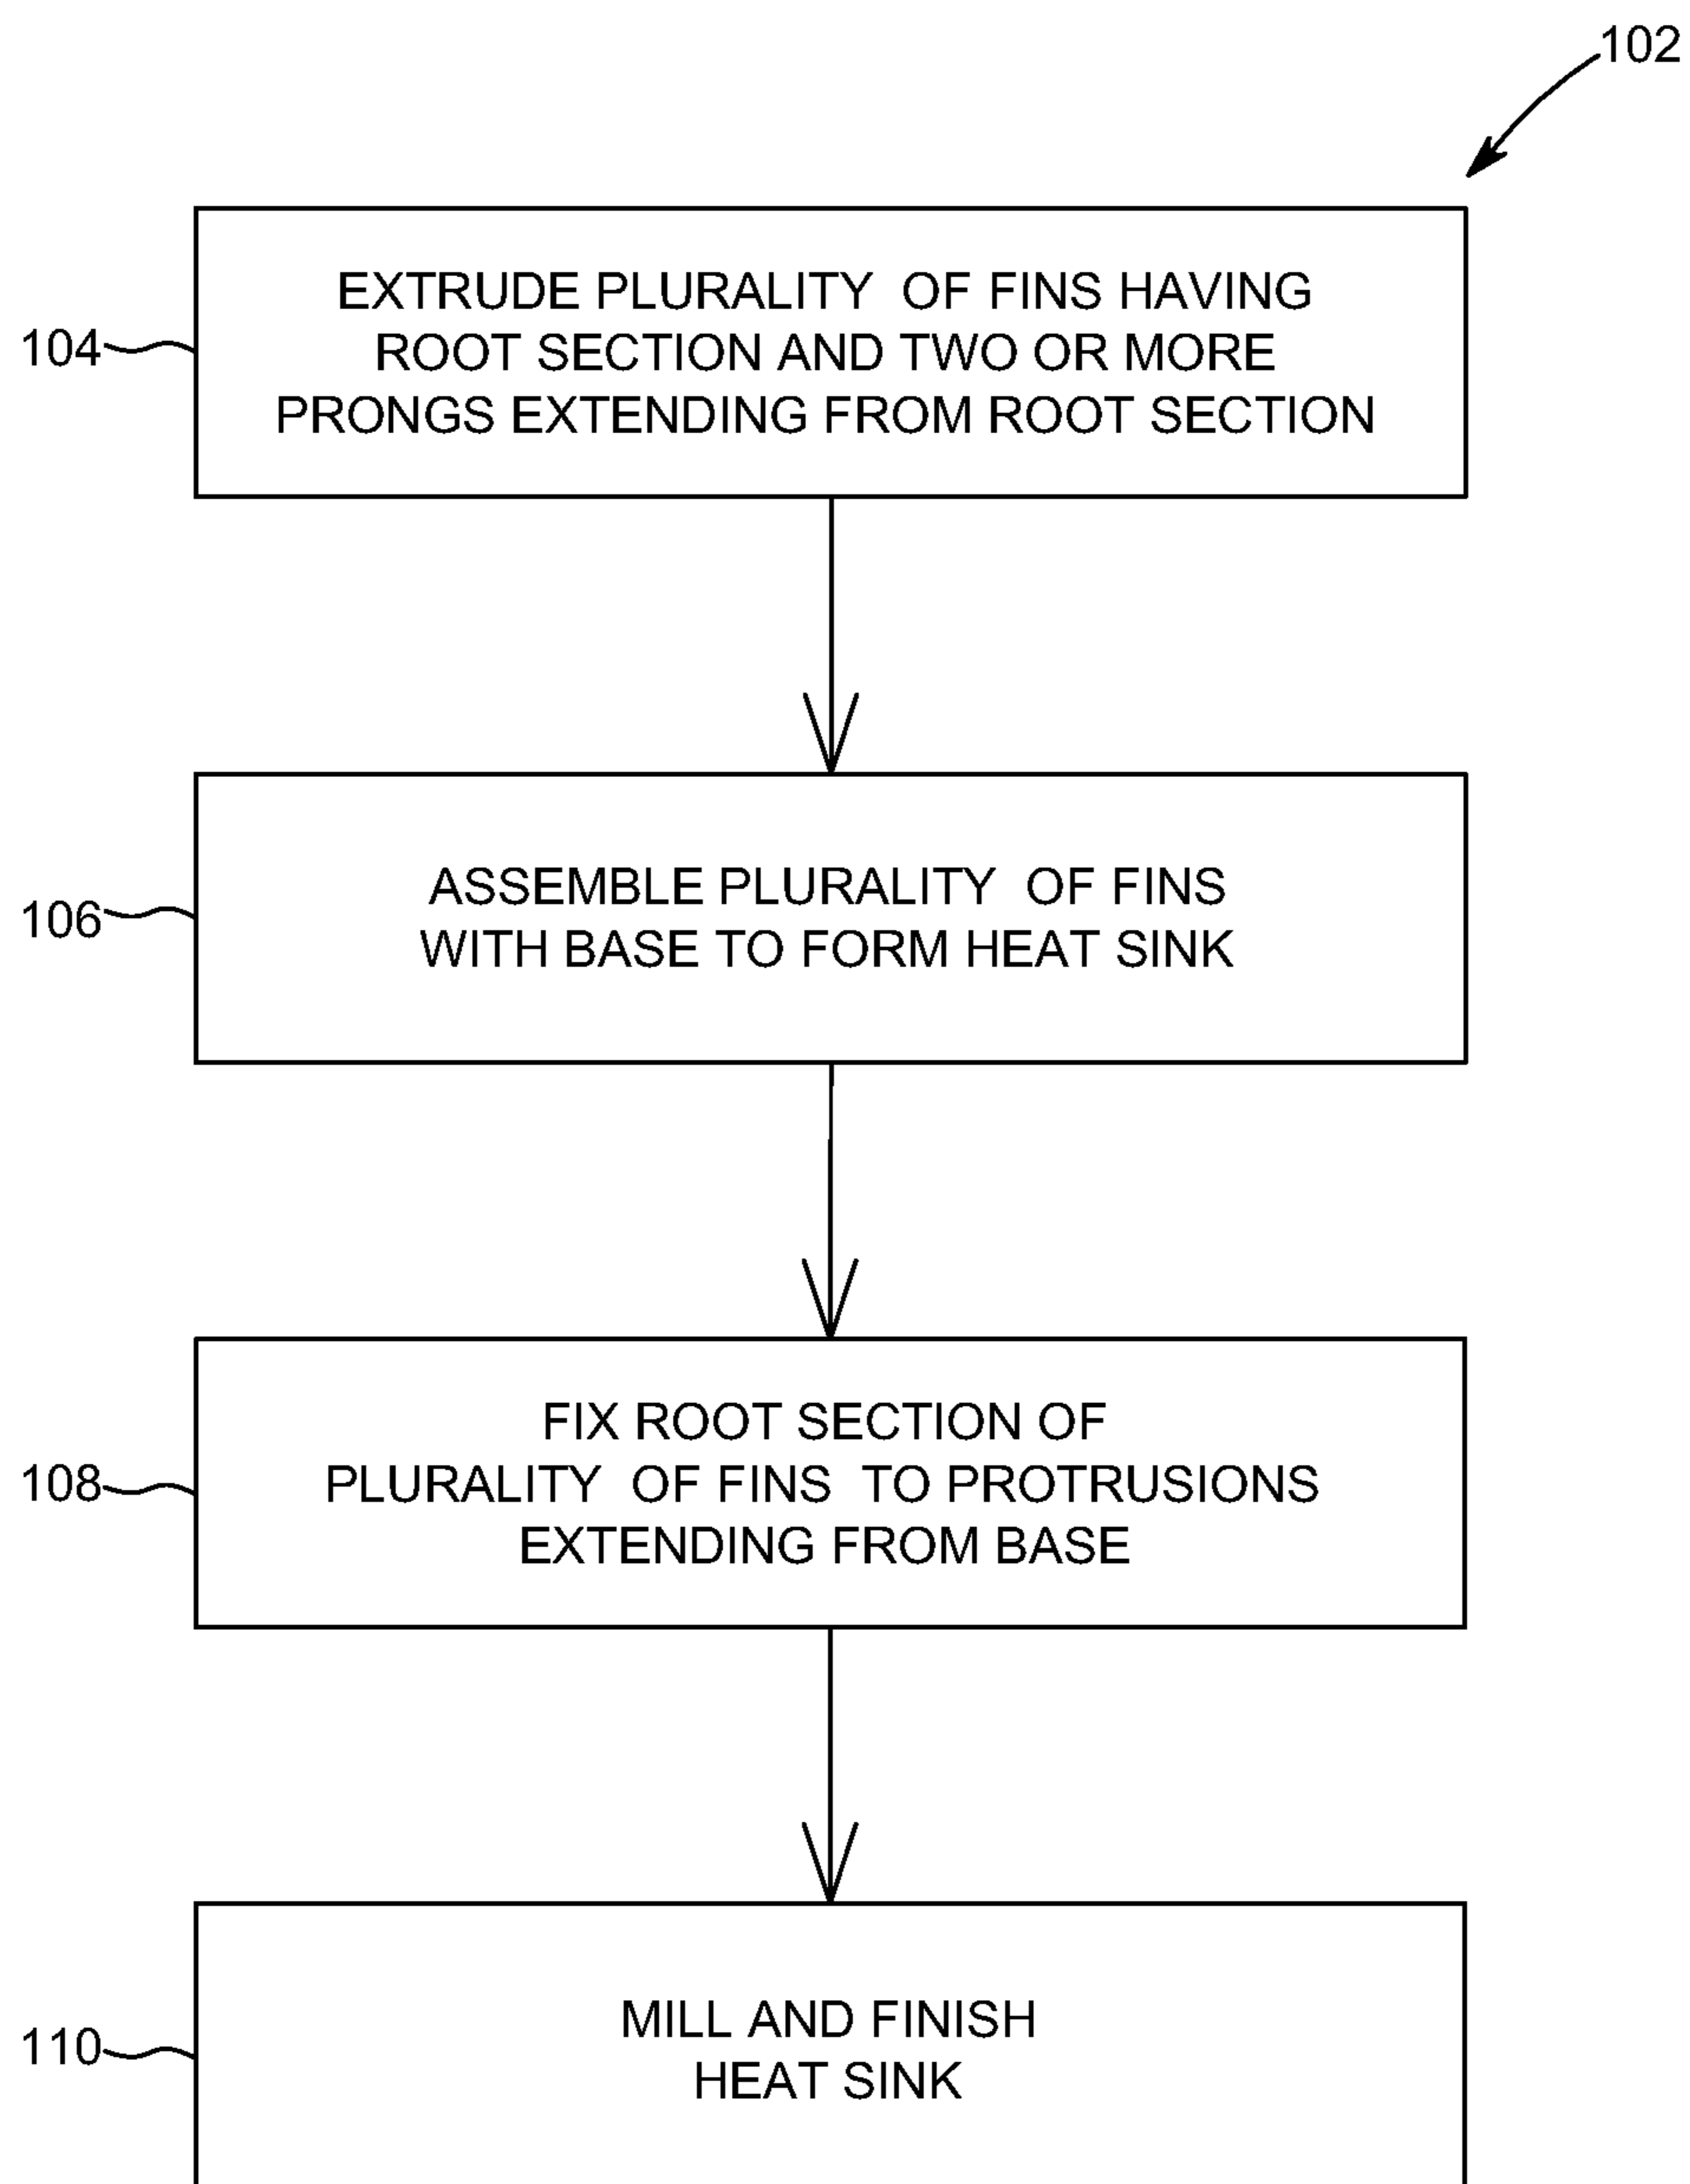 102
104
EXTRUDE PLURALITY OF FINS HAVING
ROOT SECTION AND TWO OR MORE
PRONGS EXTENDING FROM ROOT SECTION
106
ASSEMBLE PLURALITY OF FINS
WITH BASE TO FORM HEAT SINK
108
FIX ROOT SECTION OF
PLURALITY OF FINS TO PROTRUSIONS
EXTENDING FROM BASE
110
MILL AND FINISH
HEAT SINK